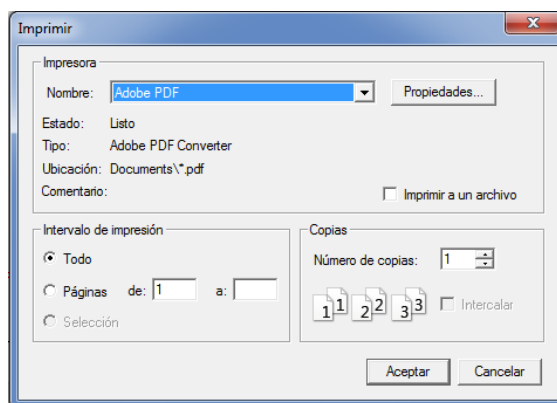 Imprimir
Impresora
Nombre: Adobe PDF Propiedades...
Estado: Listo
Tipo: Adobe PDF Converter
Ubicación: Documents\*.pdf
Comentario: Imprimir a un archivo
Intervalo de impresión
Todo
Páginas de: 1 a:
Selección
Copias
Número de copias: 1
1 1 2 2 3 3 Intercalar
Aceptar Cancelar